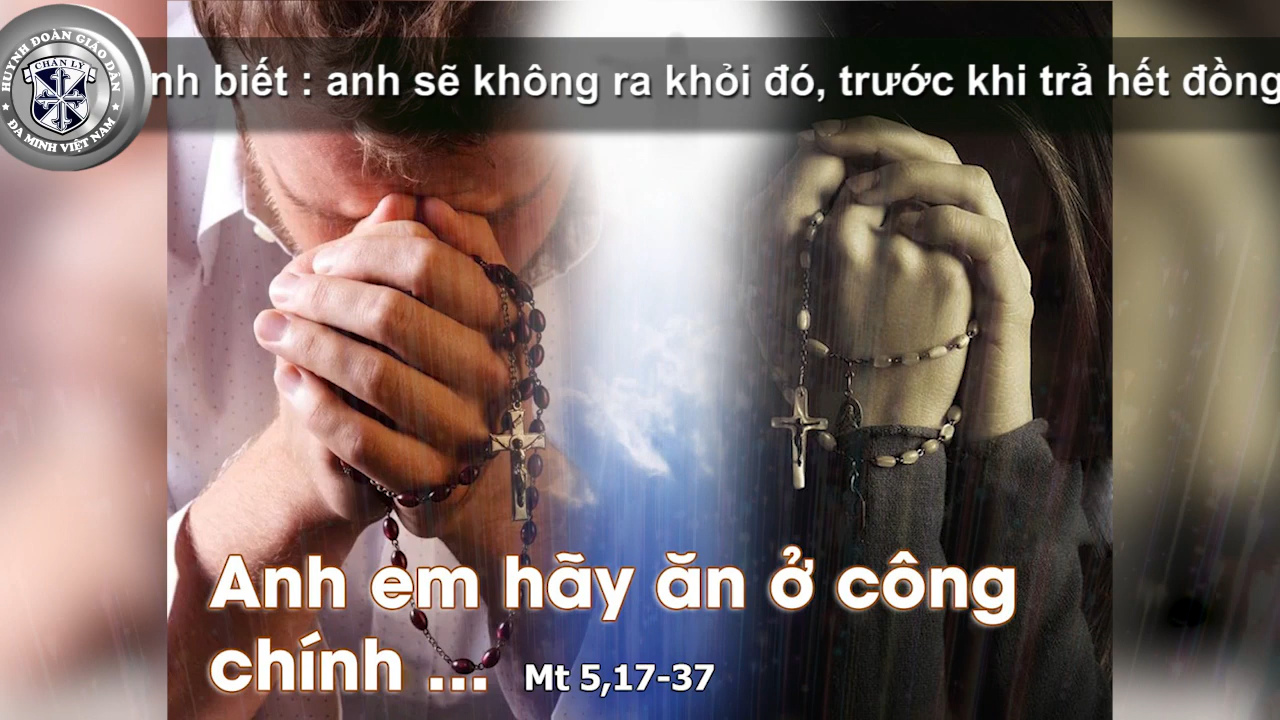 HUYNH ĐOÀN GIÁO DÂN
CHÂN LÝ
ĐA MINH VIỆT NAM
nh biết : anh sẽ không ra khỏi đó, trước khi trả hết đồng
Anh em hãy ăn ở công
chính ...
Mt 5,17-37